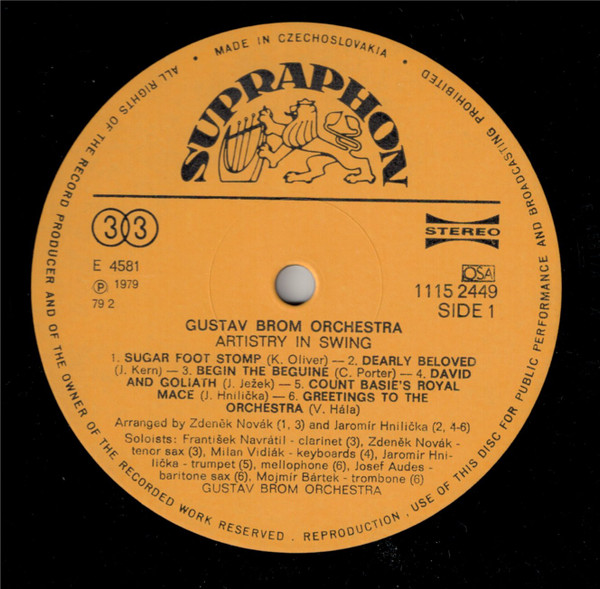 · MADE IN CZECHOSLOVAKIA ·
ALL RIGHTS OF THE RECORD PRODUCER AND OF THE OWNER OF THE RECORDED WORK RESERVED . REPRODUCTION . USE OF THIS DISC FOR PUBLIC PERFORMANCE AND BROADCASTING PROHIBITED
SUPRAPHON
33
STEREO
E 4581
Ⓟ 1979
79 2
OSA
1115 2449
SIDE 1
GUSTAV BROM ORCHESTRA
ARTISTRY IN SWING
1. SUGAR FOOT STOMP (K. Oliver) — 2. DEARLY BELOVED
(J. Kern) — 3. BEGIN THE BEGUINE (C. Porter) — 4. DAVID
AND GOLIATH (J. Ježek) — 5. COUNT BASIE'S ROYAL
MACE (J. Hnilička) — 6. GREETINGS TO THE
ORCHESTRA (V. Hála)
Arranged by Zdeněk Novák (1, 3) and Jaromír Hnilička (2, 4-6)
Soloists: František Navrátil - clarinet (3), Zdeněk Novák -
tenor sax (3), Milan Vidlák - keyboards (4), Jaromír Hni-
lička - trumpet (5), mellophone (6), Josef Audes -
baritone sax (6), Mojmír Bártek - trombone (6)
GUSTAV BROM ORCHESTRA